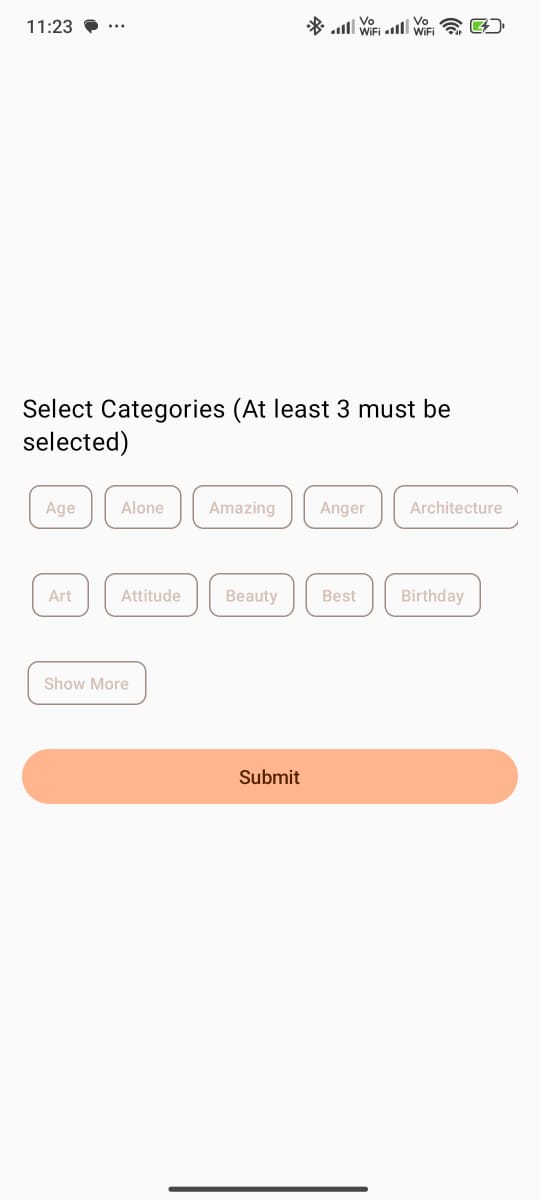 11:23 ... Vo WiFi Vo WiFi
Select Categories (At least 3 must be
selected)
Age Alone Amazing Anger Architecture
Art Attitude Beauty Best Birthday
Show More
Submit